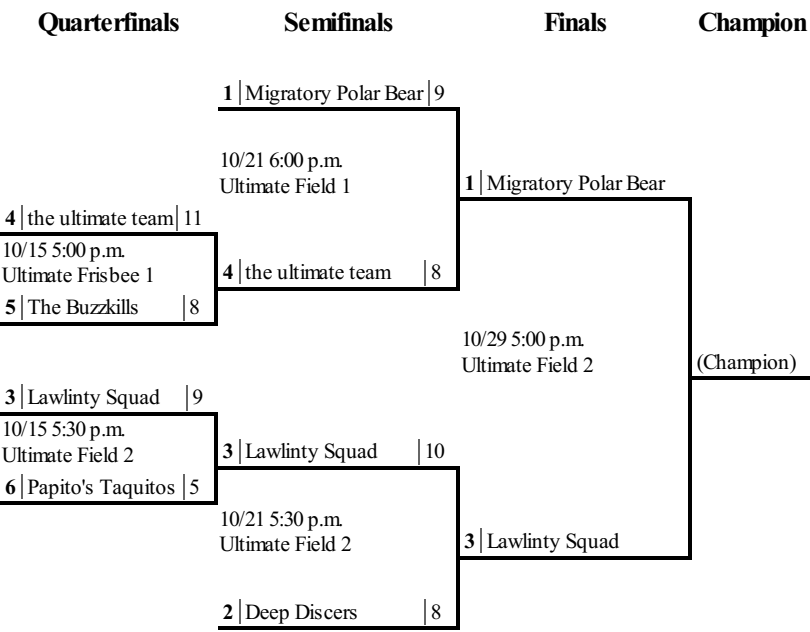 Quarterfinals Semifinals Finals Champion
1 Migratory Polar Bear 9
10/21 6:00 p.m.
Ultimate Field 1
1 Migratory Polar Bear
4 the ultimate team 11
10/15 5:00 p.m.
Ultimate Frisbee 1
4 the ultimate team 8
5 The Buzzkills 8
10/29 5:00 p.m.
Ultimate Field 2
(Champion)
3 Lawlinty Squad 9
10/15 5:30 p.m.
Ultimate Field 2
3 Lawlinty Squad 10
6 Papito's Taquitos 5
10/21 5:30 p.m.
Ultimate Field 2
3 Lawlinty Squad
2 Deep Discers 8